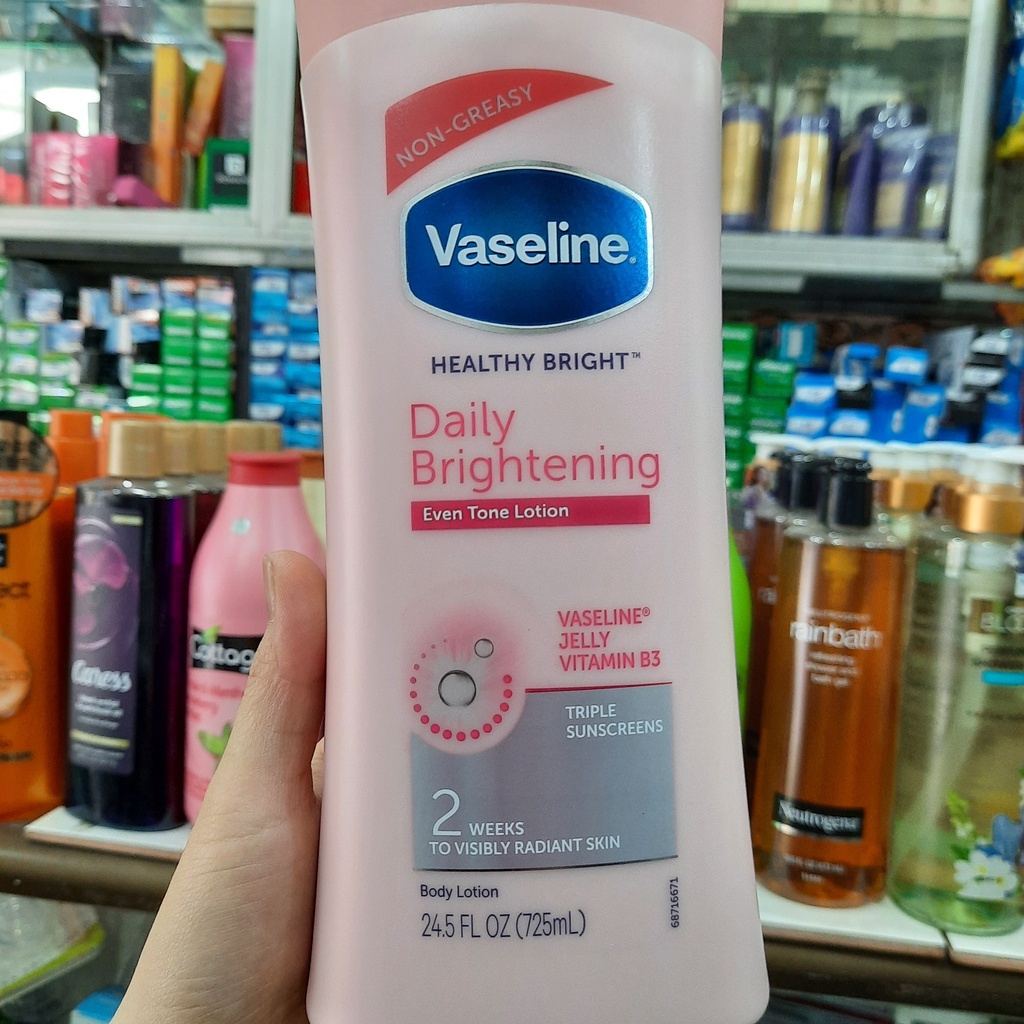 NON-GREASY
Vaseline®
HEALTHY BRIGHT™
Daily
Brightening
Even Tone Lotion
VASELINE®
JELLY
VITAMIN B3
TRIPLE
SUNSCREENS
2 WEEKS
TO VISIBLY RADIANT SKIN
Body Lotion
24.5 FL OZ (725mL)
68716671
Caress
Cottag
rainbath
Neutrogena